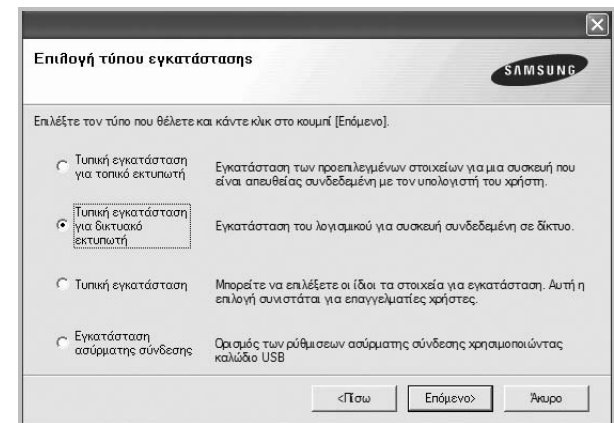 Επιλογή τύπου εγκατάστασης
SAMSUNG
Επιλέξτε τον τύπο που θέλετε και κάντε κλικ στο κουμπί [Επόμενο].
Τυπική εγκατάσταση
για τοπικό εκτυπωτή
Εγκατάσταση των προεπιλεγμένων στοιχείων για μια συσκευή που
είναι απευθείας συνδεδεμένη με τον υπολογιστή του χρήστη.
Τυπική εγκατάσταση
για δικτυακό
εκτυπωτή
Εγκατάσταση του λογισμικού για συσκευή συνδεδεμένη σε δίκτυο.
Τυπική εγκατάσταση
Μπορείτε να επιλέξετε οι ίδιοι τα στοιχεία για εγκατάσταση. Αυτή η
επιλογή συνιστάται για επαγγελματίες χρήστες.
Εγκατάσταση
ασύρματης σύνδεσης
Ορισμός των ρύθμισεων ασύρματης σύνδεσης χρησιμοποιώντας
καλώδιο USB
<Πίσω
Επόμενο>
Άκυρο